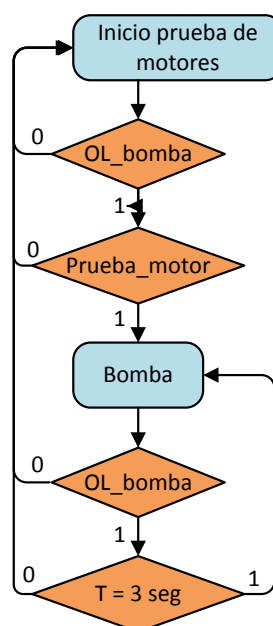 Inicio prueba de
motores
0
OL_bomba
1
0
Prueba_motor
1
Bomba
0
OL_bomba
1
0
T = 3 seg
1